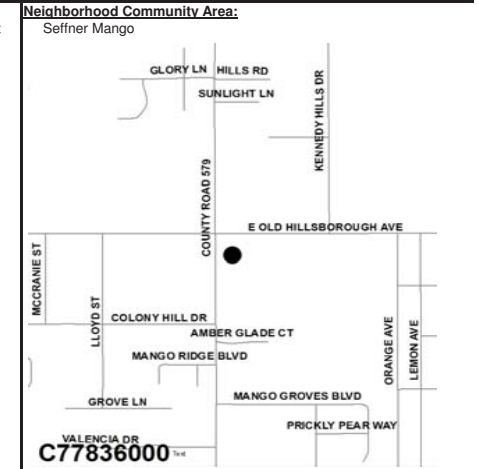 Neighborhood Community Area:
Seffner Mango
GLORY LN HILLS RD
SUNLIGHT LN
KENNEDY HILLS DR
COUNTY ROAD 579
E OLD HILLSBOROUGH AVE
MCCRANIE ST
LLOYD ST
COLONY HILL DR
AMBER GLADE CT
MANGO RIDGE BLVD
ORANGE AVE
LEMON AVE
GROVE LN
MANGO GROVES BLVD
PRICKLY PEAR WAY
VALENCIA DR
C77836000 Text